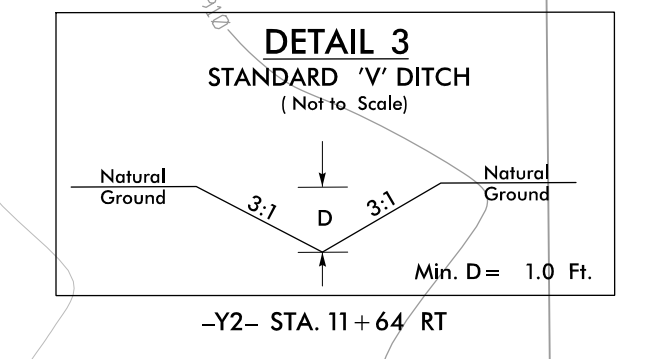 910
DETAIL 3
STANDARD 'V' DITCH
( Not to Scale)
Natural
Ground
3:1
D
3:1
Natural
Ground
Min. D = 1.0 Ft.
-Y2- STA. 11 + 64 RT